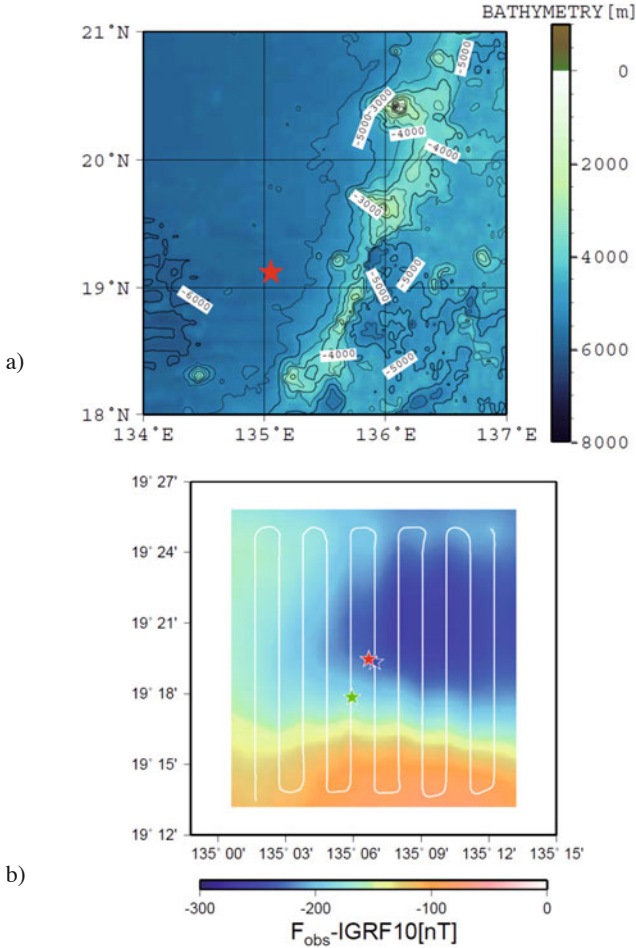 BATHYMETRY [m]
21°N
20°N
19°N
18°N
134°E 135°E 136°E 137°E
-5000
-3000
-5000
-4000
-4000
-3000
-5000
-5000
-6000
-4000
-5000
0
2000
4000
6000
-8000
a)
19° 27'
19° 24'
19° 21'
19° 18'
19° 15'
19° 12'
135° 00' 135° 03' 135° 06' 135° 09' 135° 12' 135° 15'
b)
-300 -200 -100 0
Fobs-IGRF10[nT]